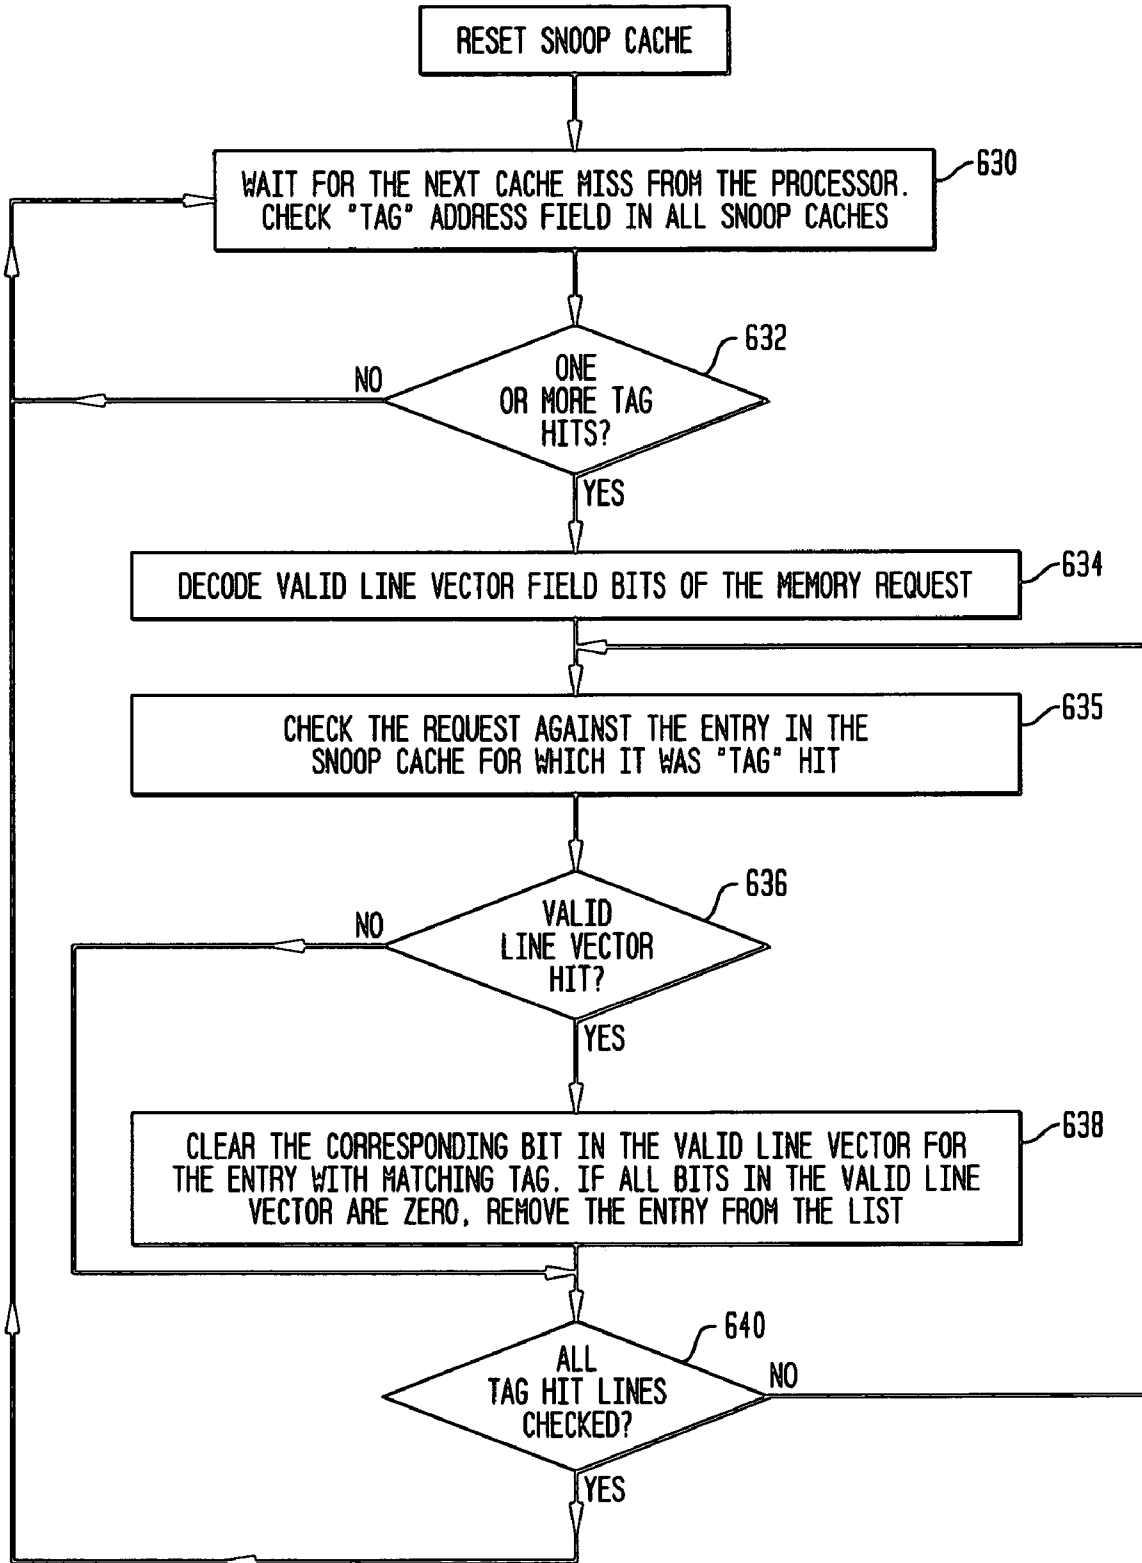 RESET SNOOP CACHE
630
WAIT FOR THE NEXT CACHE MISS FROM THE PROCESSOR.
CHECK "TAG" ADDRESS FIELD IN ALL SNOOP CACHES
632
ONE
OR MORE TAG
HITS?
NO
YES
634
DECODE VALID LINE VECTOR FIELD BITS OF THE MEMORY REQUEST
635
CHECK THE REQUEST AGAINST THE ENTRY IN THE
SNOOP CACHE FOR WHICH IT WAS "TAG" HIT
636
VALID
LINE VECTOR
HIT?
NO
YES
638
CLEAR THE CORRESPONDING BIT IN THE VALID LINE VECTOR FOR
THE ENTRY WITH MATCHING TAG. IF ALL BITS IN THE VALID LINE
VECTOR ARE ZERO, REMOVE THE ENTRY FROM THE LIST
640
ALL
TAG HIT LINES
CHECKED?
NO
YES